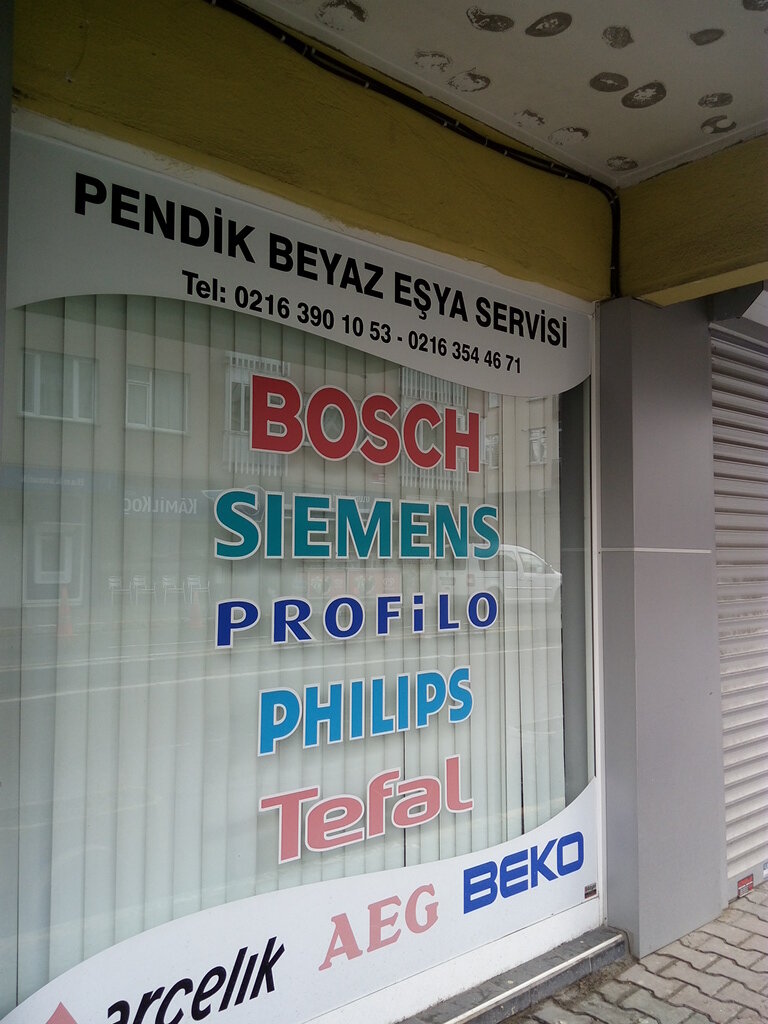 PENDİK BEYAZ EŞYA SERVİSİ
Tel: 0216 390 10 53 - 0216 354 46 71
BOSCH
SIEMENS
PROFiLO
PHILIPS
Tefal
arçelik AEG BEKO